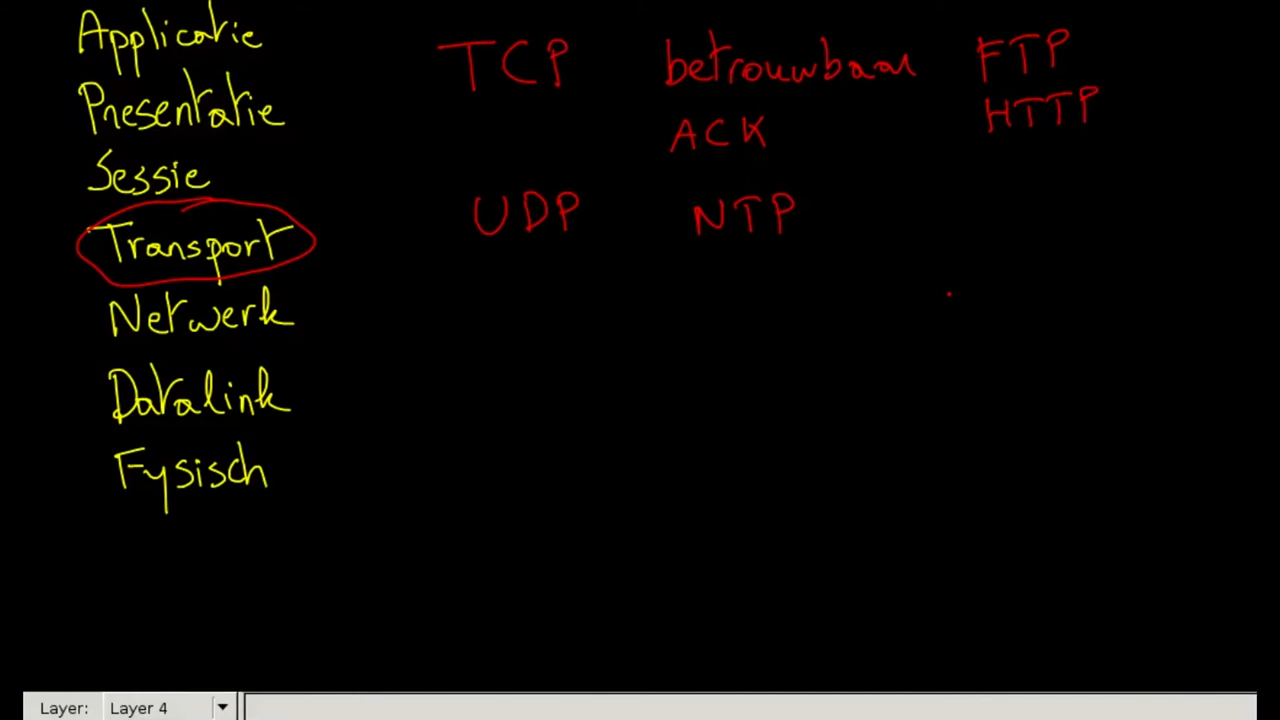 Applicatie
Presentatie
Sessie
Transport
Netwerk
Datalink
Fysisch
TCP betrouwbaar FTP
ACK HTTP
UDP NTP
Layer: Layer 4